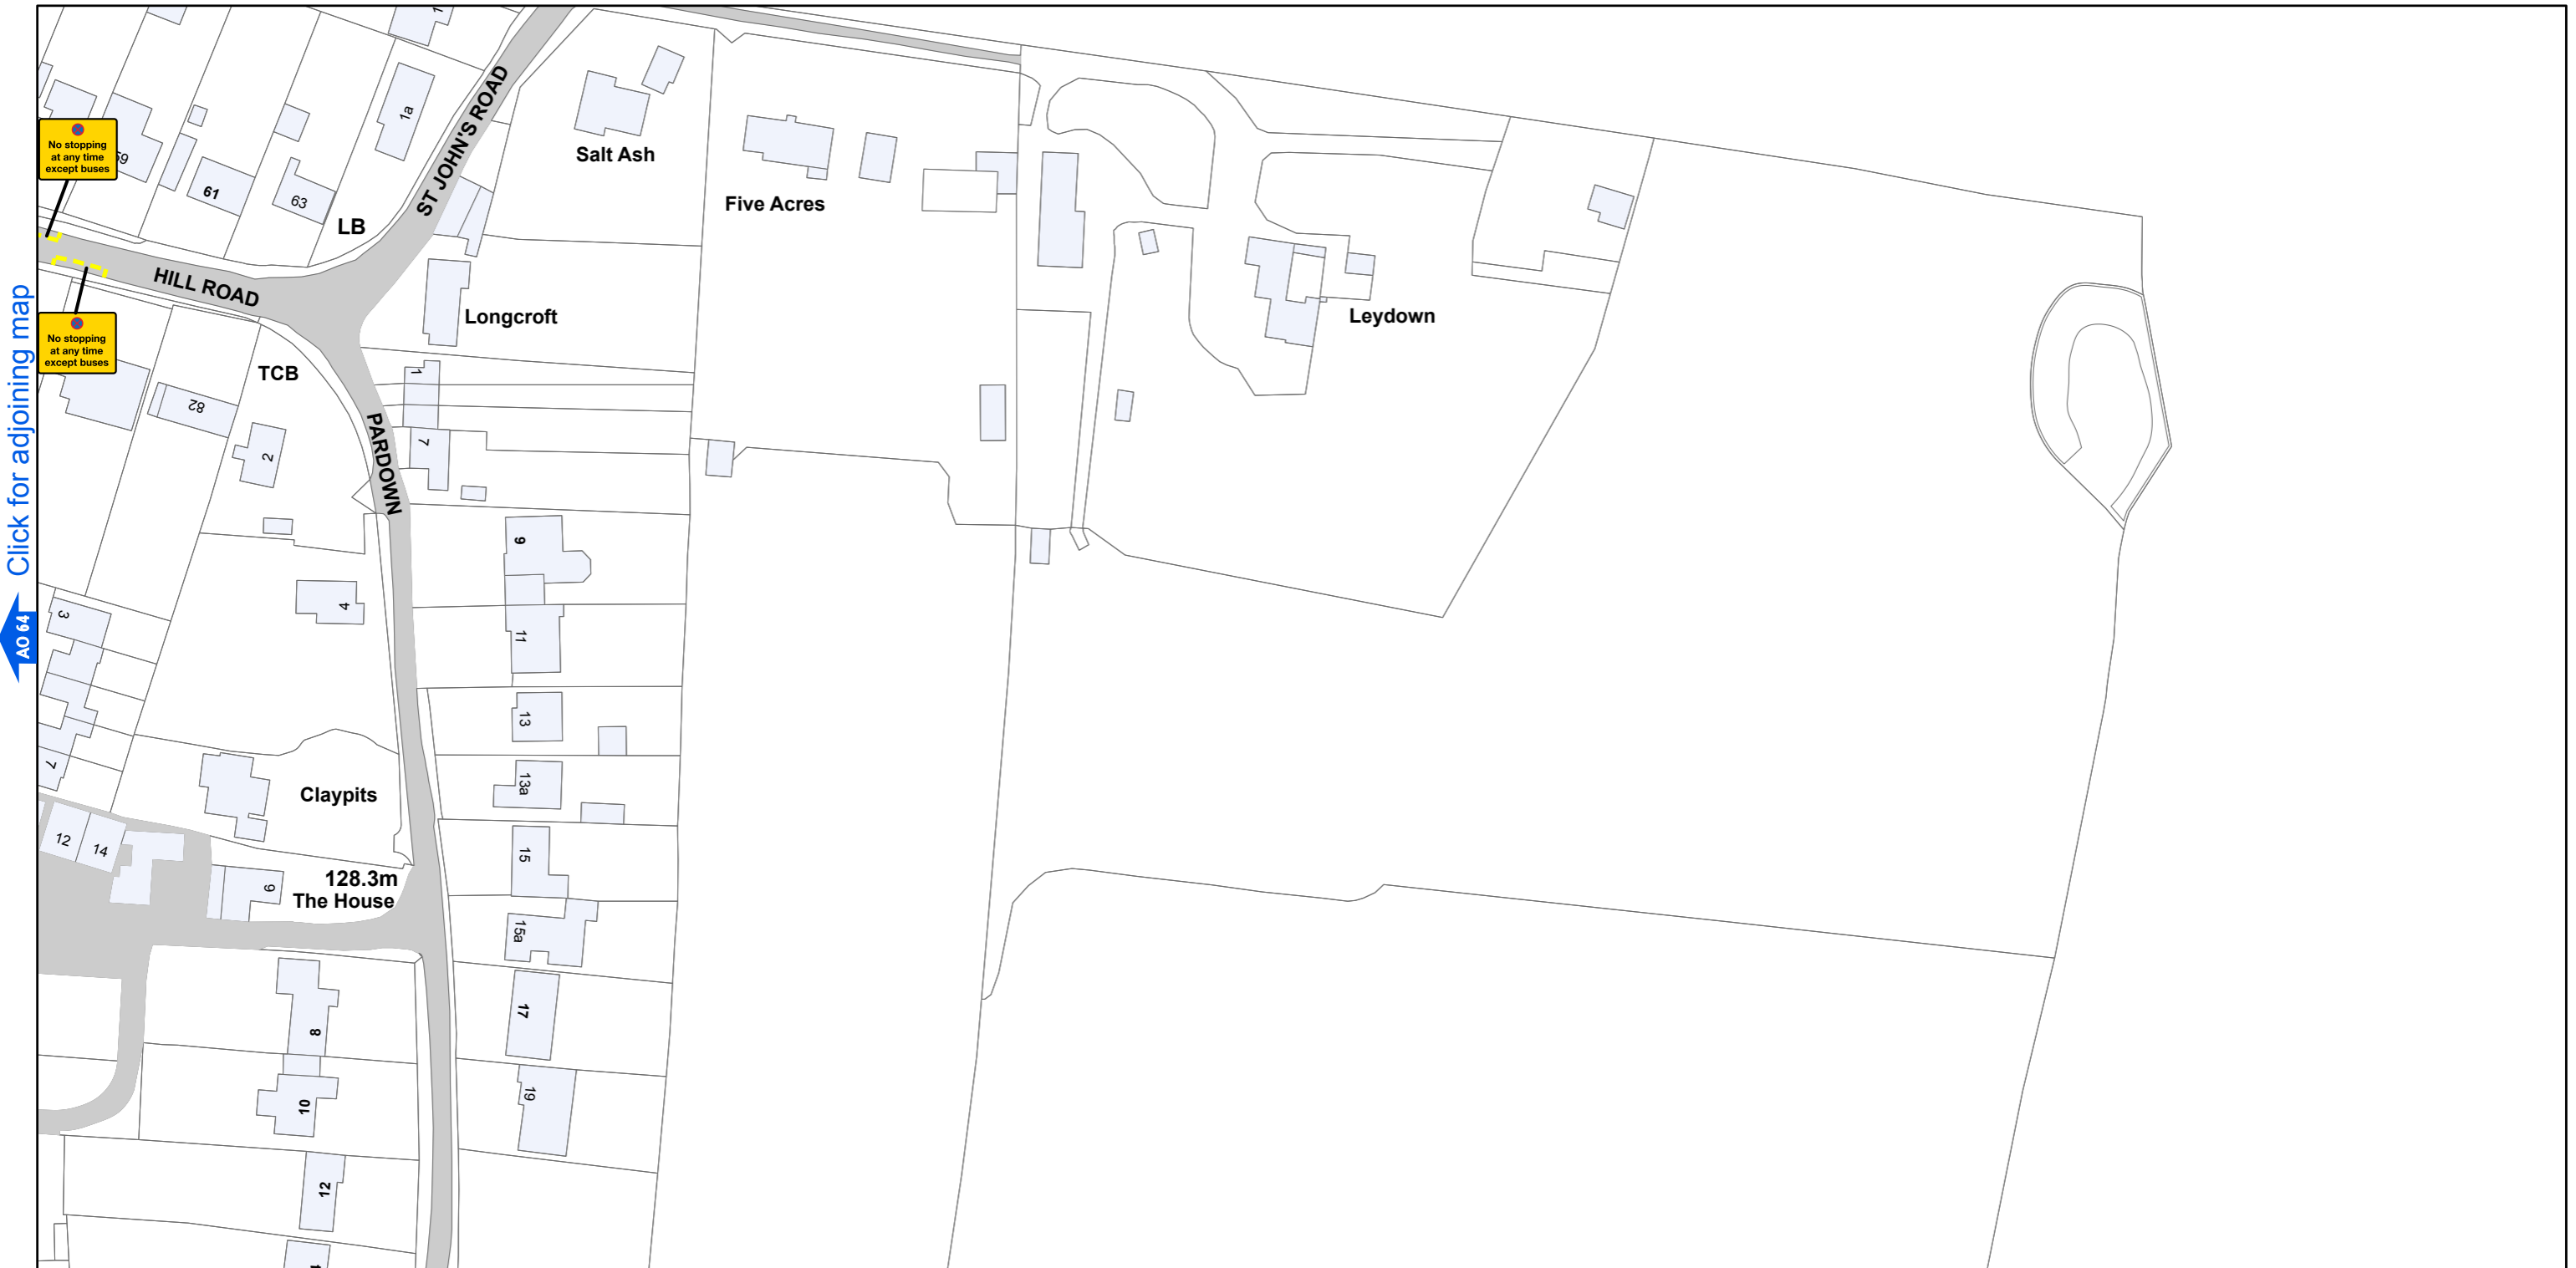 1a
ST JOHN'S ROAD
Salt Ash
No stopping
at any time
except buses
59
61
63
LB
Five Acres
HILL ROAD
Longcroft
Leydown
No stopping
at any time
except buses
TCB
1
82
PARDOWN
7
2
9
Click for adjoining map
AO 64
4
3
11
13
7
13a
Claypits
12
14
15
128.3m
The House
9
15a
17
8
10
19
12